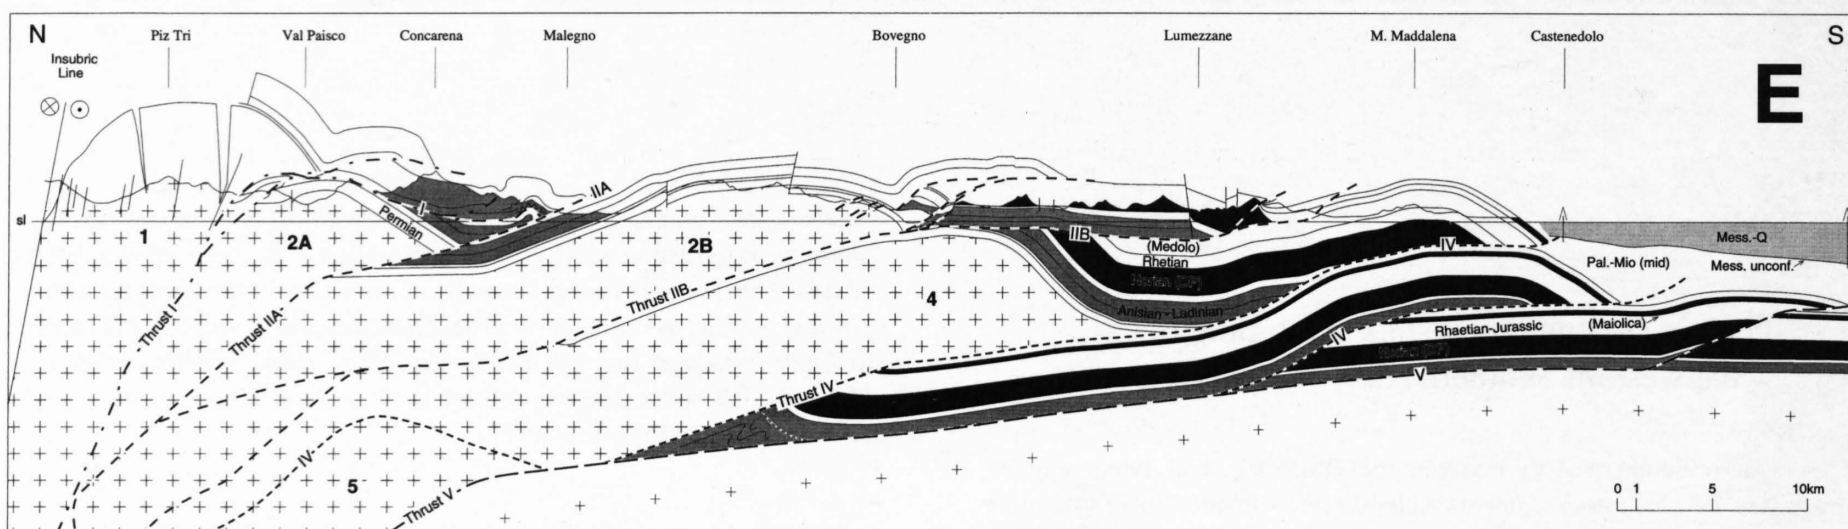 N
S
Piz Tri
Val Paisco
Concarena
Malegno
Bovegno
Lumezzane
M. Maddalena
Castenedolo
Insubric
Line
E
IIA
I
Permian
sl
1
2A
2B
IIB
(Medolo)
Rhetian
IV
Mess.-Q
Pal.-Mio (mid)
Mess. unconf.
Thrust I
Thrust IIA
Thrust IIB
4
Anisian-Ladinian
Rhaetian-Jurassic
(Maiolica)
IV
V
Thrust IV
IV
5
Thrust V
0 1 5 10km